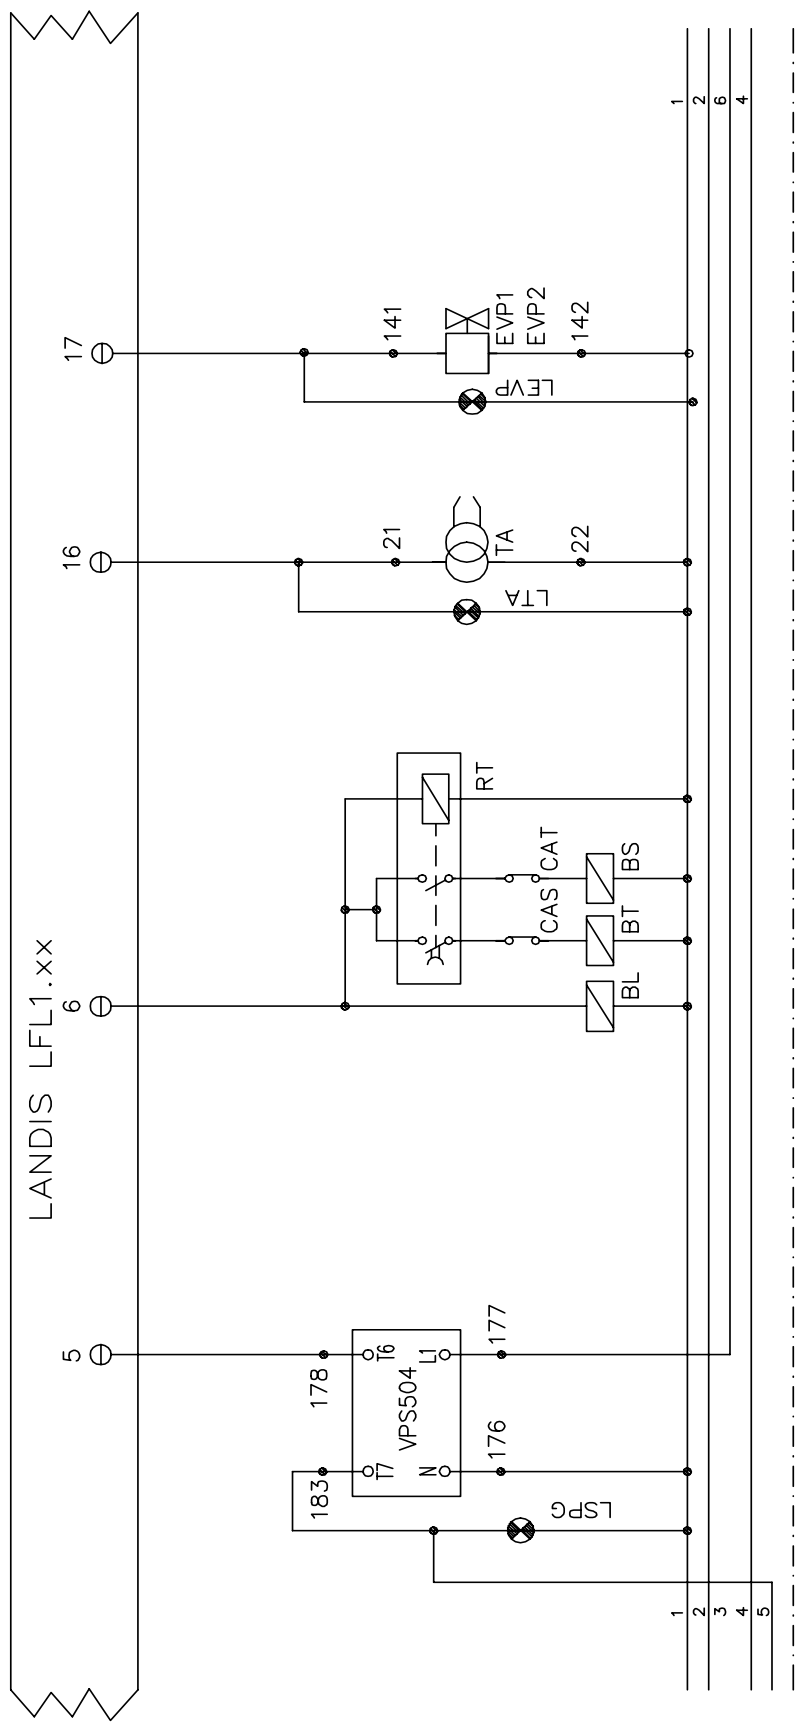 LANDIS LFL1.xx
5
178
T6
VPS504
L1
177
183
T7
N
176
LSPG
6
BL
CAS
BT
CAT
BS
RT
16
21
TA
22
LTA
17
141
EVP1
EVP2
142
LEVP
1
2
3
4
5
1
2
6
4